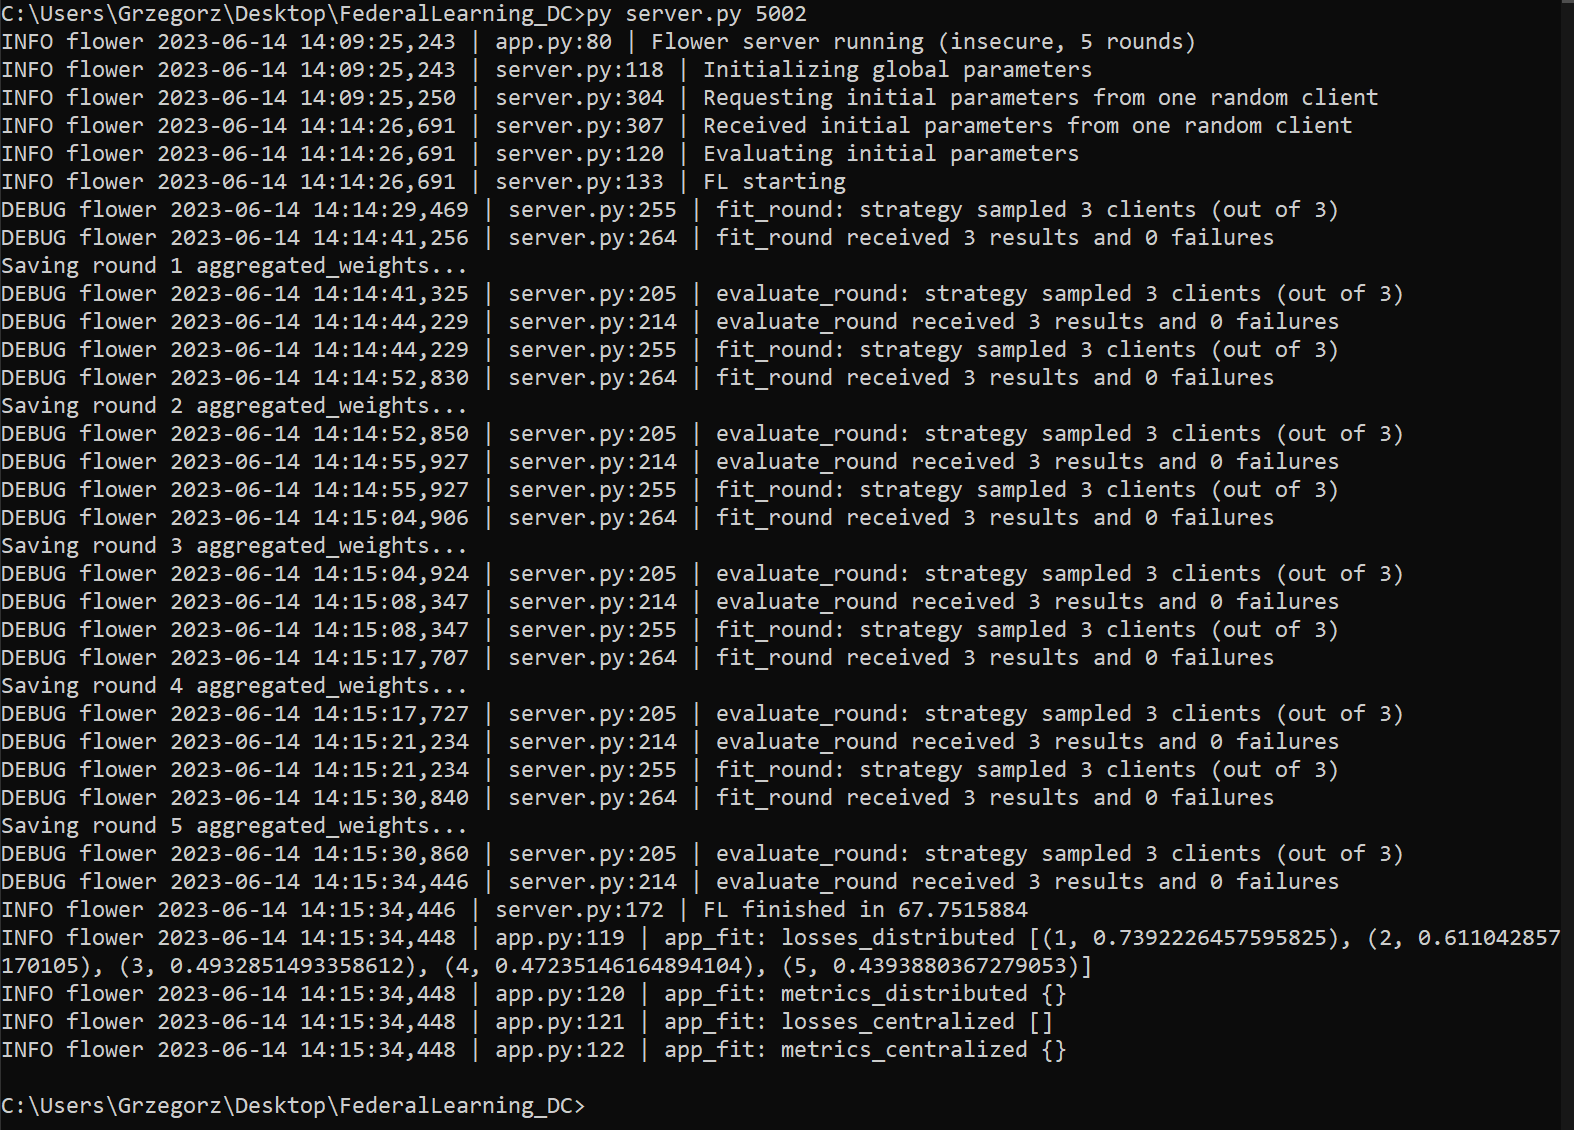 C:\Users\Grzegorz\Desktop\FederalLearning_DC>py server.py 5002
INFO flower 2023-06-14 14:09:25,243 | app.py:80 | Flower server running (insecure, 5 rounds)
INFO flower 2023-06-14 14:09:25,243 | server.py:118 | Initializing global parameters
INFO flower 2023-06-14 14:09:25,250 | server.py:304 | Requesting initial parameters from one random client
INFO flower 2023-06-14 14:14:26,691 | server.py:307 | Received initial parameters from one random client
INFO flower 2023-06-14 14:14:26,691 | server.py:120 | Evaluating initial parameters
INFO flower 2023-06-14 14:14:26,691 | server.py:133 | FL starting
DEBUG flower 2023-06-14 14:14:29,469 | server.py:255 | fit_round: strategy sampled 3 clients (out of 3)
DEBUG flower 2023-06-14 14:14:41,256 | server.py:264 | fit_round received 3 results and 0 failures
Saving round 1 aggregated_weights...
DEBUG flower 2023-06-14 14:14:41,325 | server.py:205 | evaluate_round: strategy sampled 3 clients (out of 3)
DEBUG flower 2023-06-14 14:14:44,229 | server.py:214 | evaluate_round received 3 results and 0 failures
DEBUG flower 2023-06-14 14:14:44,229 | server.py:255 | fit_round: strategy sampled 3 clients (out of 3)
DEBUG flower 2023-06-14 14:14:52,830 | server.py:264 | fit_round received 3 results and 0 failures
Saving round 2 aggregated_weights...
DEBUG flower 2023-06-14 14:14:52,850 | server.py:205 | evaluate_round: strategy sampled 3 clients (out of 3)
DEBUG flower 2023-06-14 14:14:55,927 | server.py:214 | evaluate_round received 3 results and 0 failures
DEBUG flower 2023-06-14 14:14:55,927 | server.py:255 | fit_round: strategy sampled 3 clients (out of 3)
DEBUG flower 2023-06-14 14:15:04,906 | server.py:264 | fit_round received 3 results and 0 failures
Saving round 3 aggregated_weights...
DEBUG flower 2023-06-14 14:15:04,924 | server.py:205 | evaluate_round: strategy sampled 3 clients (out of 3)
DEBUG flower 2023-06-14 14:15:08,347 | server.py:214 | evaluate_round received 3 results and 0 failures
DEBUG flower 2023-06-14 14:15:08,347 | server.py:255 | fit_round: strategy sampled 3 clients (out of 3)
DEBUG flower 2023-06-14 14:15:17,707 | server.py:264 | fit_round received 3 results and 0 failures
Saving round 4 aggregated_weights...
DEBUG flower 2023-06-14 14:15:17,727 | server.py:205 | evaluate_round: strategy sampled 3 clients (out of 3)
DEBUG flower 2023-06-14 14:15:21,234 | server.py:214 | evaluate_round received 3 results and 0 failures
DEBUG flower 2023-06-14 14:15:21,234 | server.py:255 | fit_round: strategy sampled 3 clients (out of 3)
DEBUG flower 2023-06-14 14:15:30,840 | server.py:264 | fit_round received 3 results and 0 failures
Saving round 5 aggregated_weights...
DEBUG flower 2023-06-14 14:15:30,860 | server.py:205 | evaluate_round: strategy sampled 3 clients (out of 3)
DEBUG flower 2023-06-14 14:15:34,446 | server.py:214 | evaluate_round received 3 results and 0 failures
INFO flower 2023-06-14 14:15:34,446 | server.py:172 | FL finished in 67.7515884
INFO flower 2023-06-14 14:15:34,448 | app.py:119 | app_fit: losses_distributed [(1, 0.7392226457595825), (2, 0.611042857
170105), (3, 0.4932851493358612), (4, 0.47235146164894104), (5, 0.4393880367279053)]
INFO flower 2023-06-14 14:15:34,448 | app.py:120 | app_fit: metrics_distributed {}
INFO flower 2023-06-14 14:15:34,448 | app.py:121 | app_fit: losses_centralized []
INFO flower 2023-06-14 14:15:34,448 | app.py:122 | app_fit: metrics_centralized {}
C:\Users\Grzegorz\Desktop\FederalLearning_DC>